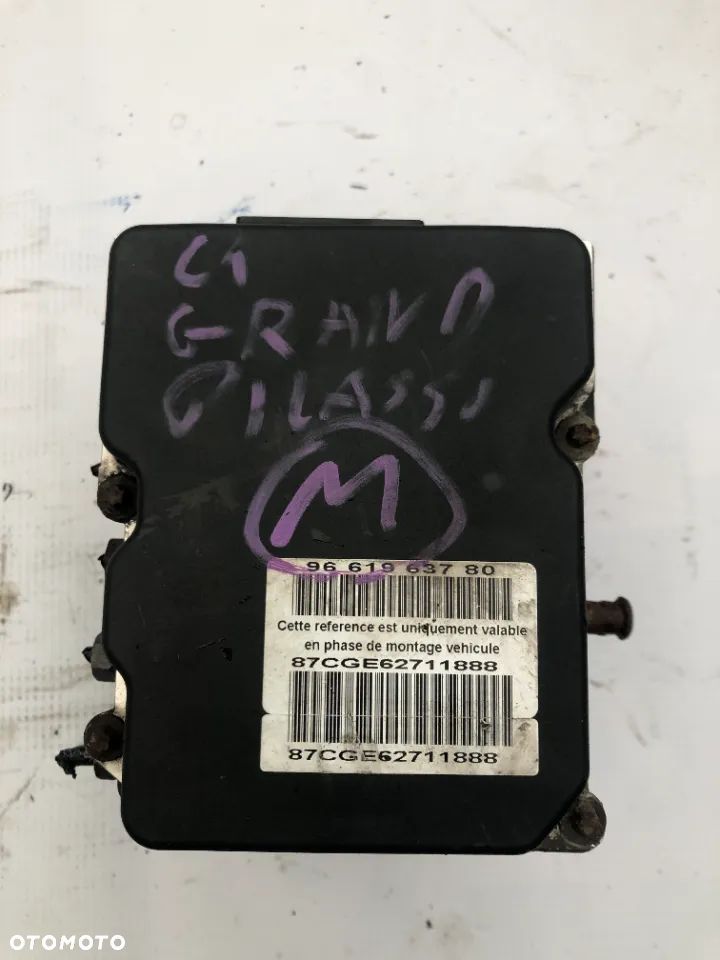 C4
GRAND
PICASSO
M
96 619 637 80
Cette reference est uniquement valable
en phase de montage vehicule
87CGE62711888
87CGE62711888
OTOMOTO